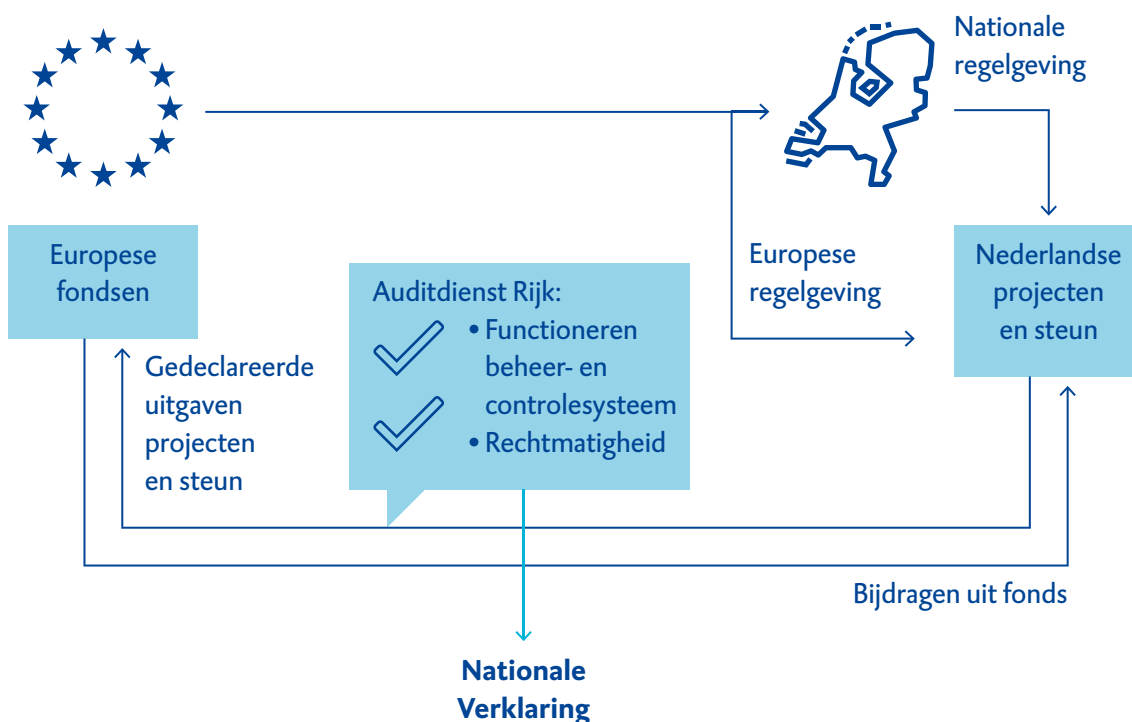 Nationale
regelgeving
Europese
fondsen
Europese
regelgeving
Nederlandse
projecten
en steun
Auditdienst Rijk:
• Functioneren
beheer- en
controlesysteem
• Rechtmatigheid
Gedeclareerde
uitgaven
projecten
en steun
Bijdragen uit fonds
Nationale
Verklaring